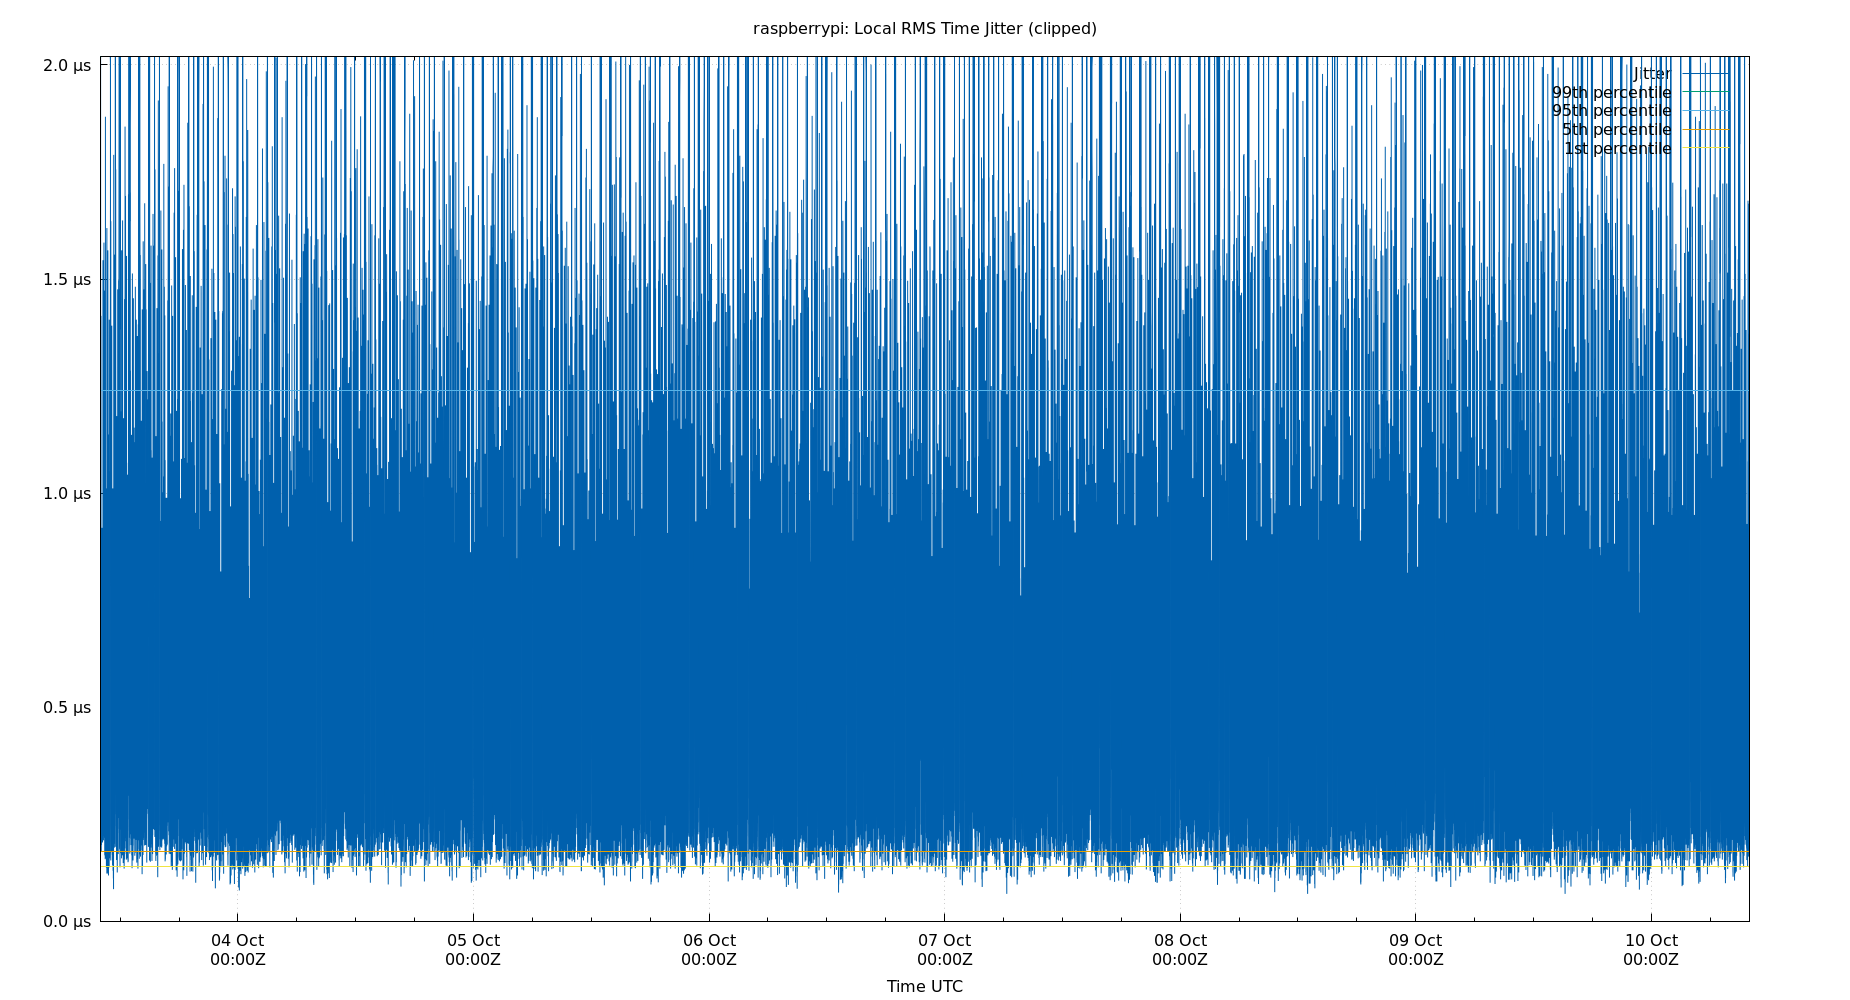 raspberrypi: Local RMS Time Jitter (clipped)
2.0 μs
1.5 μs
1.0 μs
0.5 μs
0.0 μs
Jitter
99th percentile
95th percentile
5th percentile
1st percentile
04 Oct 05 Oct 06 Oct 07 Oct 08 Oct 09 Oct 10 Oct
00:00Z 00:00Z 00:00Z 00:00Z 00:00Z 00:00Z 00:00Z
Time UTC